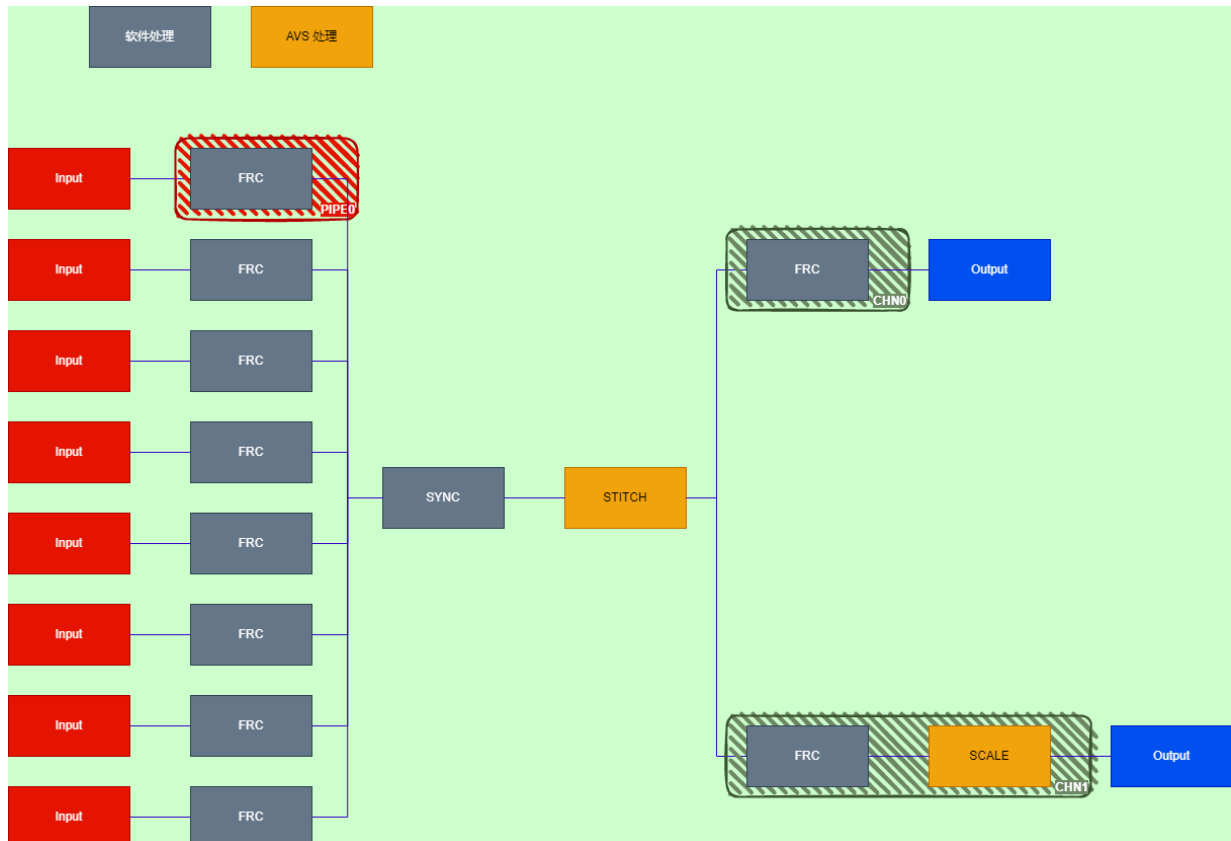 软件处理
AVS 处理
Input
FRC
PIPE0
Input
FRC
FRC
Output
CHN0
Input
FRC
Input
FRC
SYNC
STITCH
Input
FRC
Input
FRC
Input
FRC
FRC
SCALE
Output
CHN1
Input
FRC